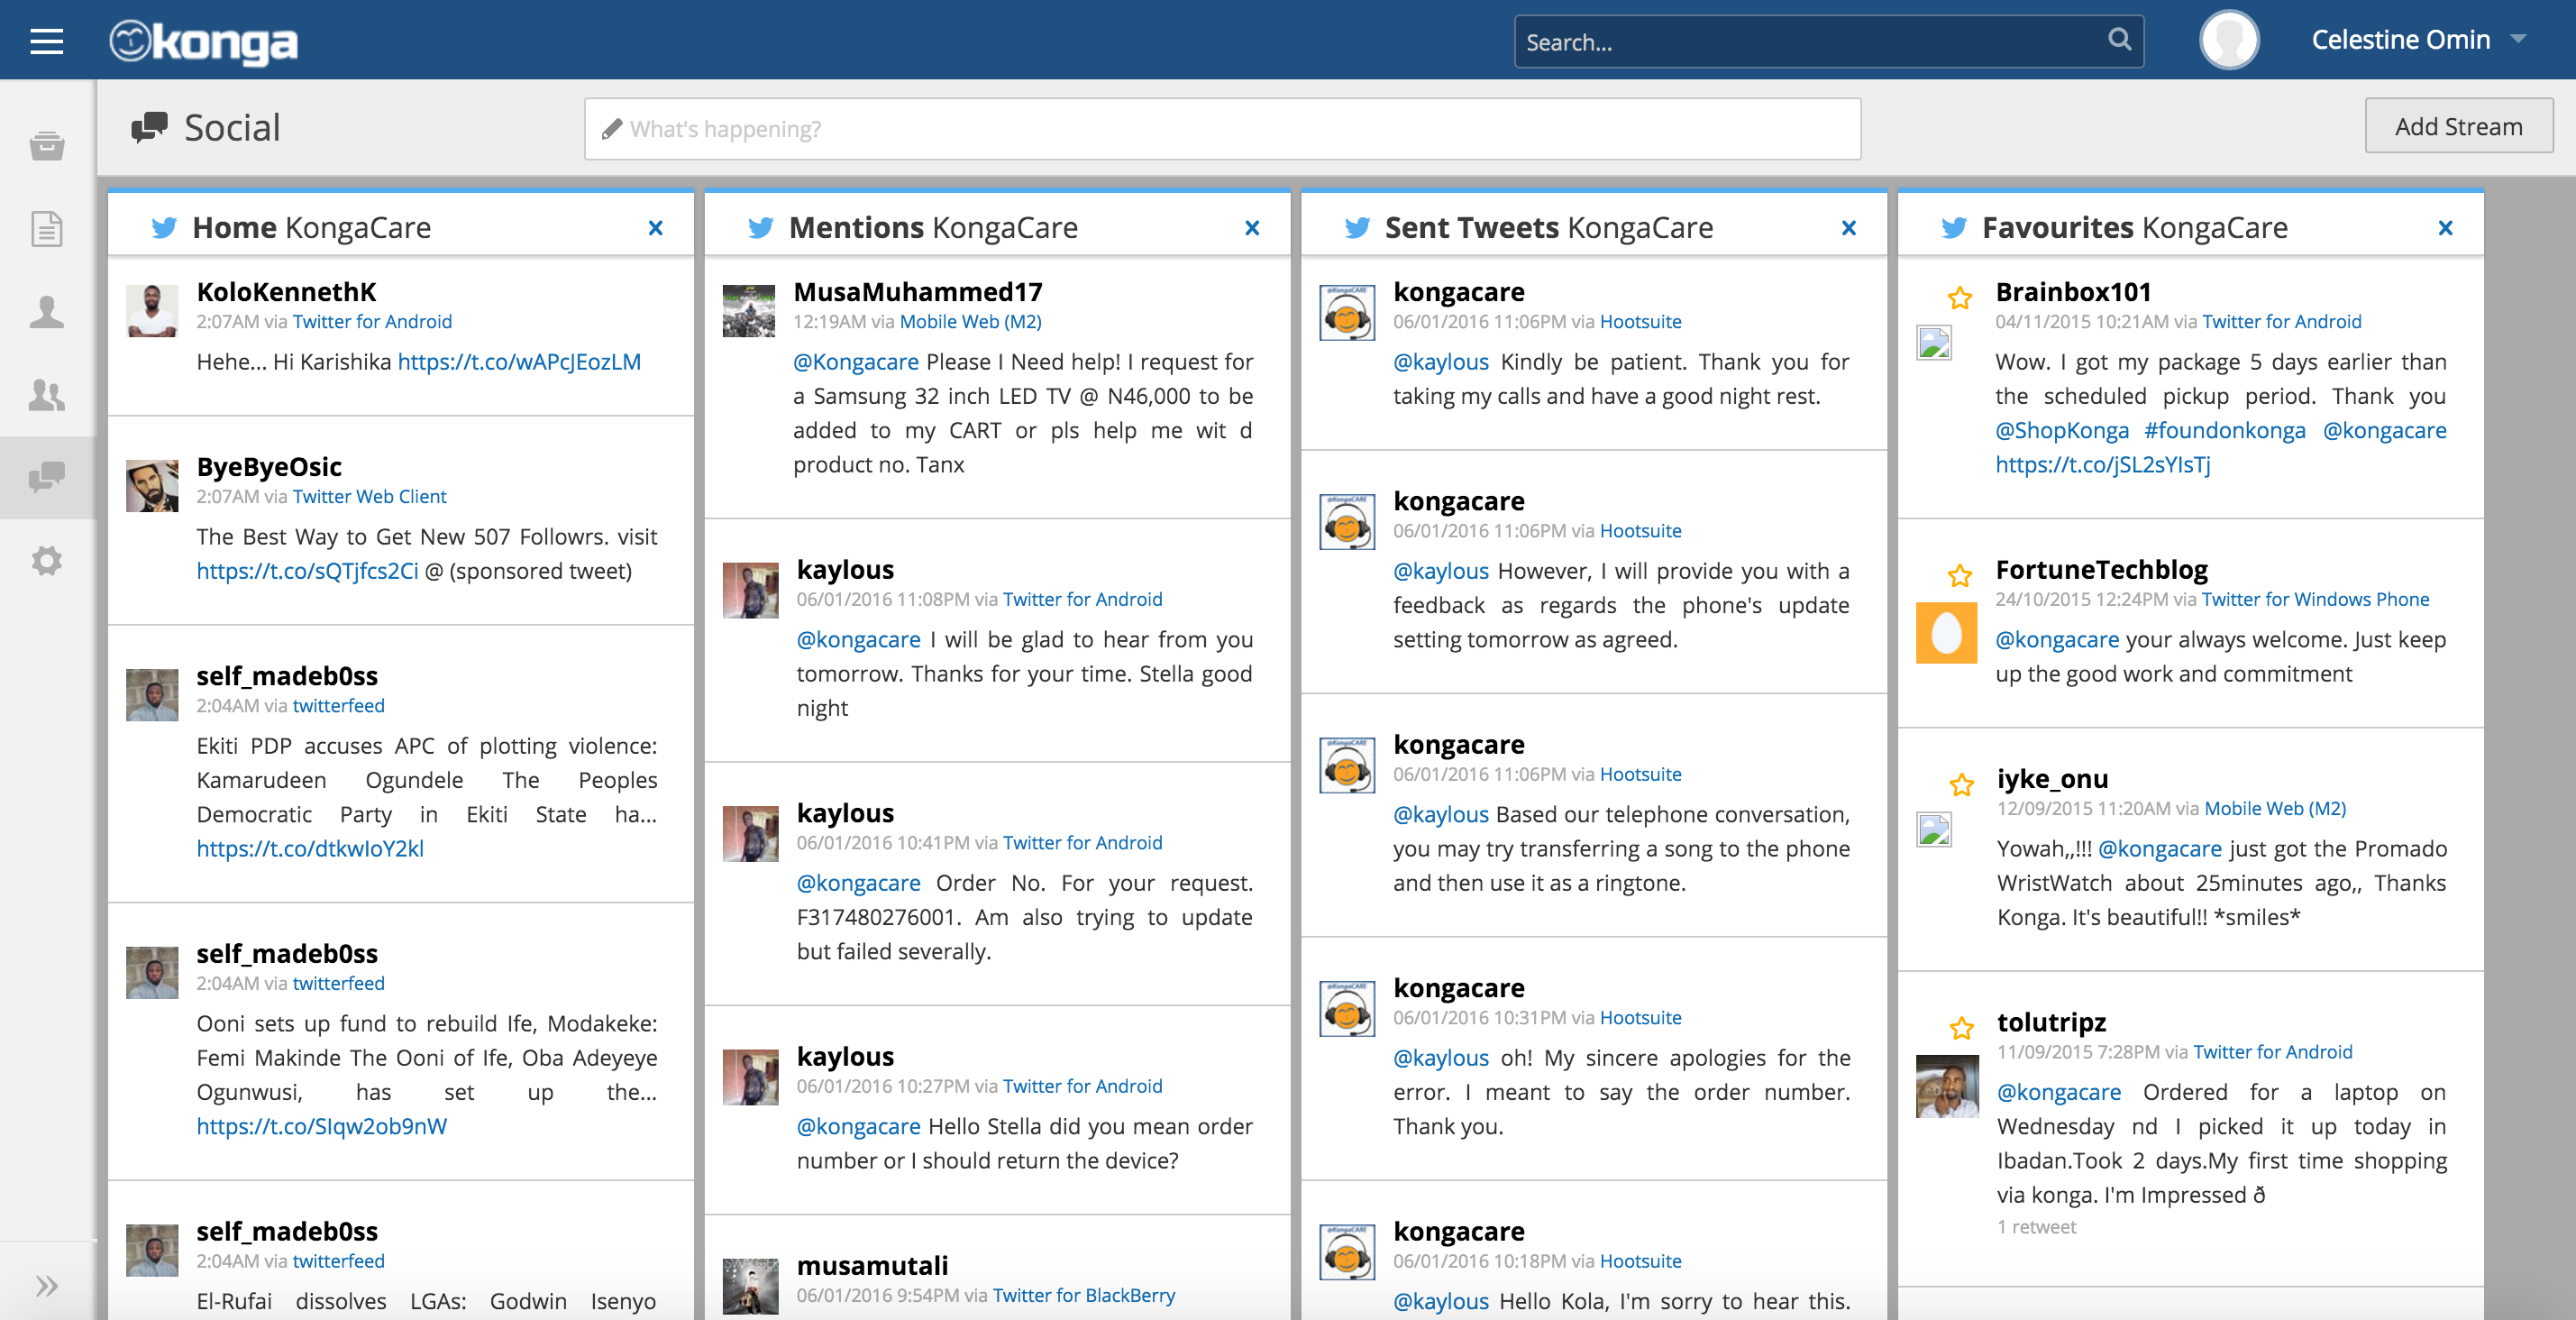 konga
Search...
Celestine Omin
Social
What's happening?
Add Stream
Home KongaCare
KoloKennethK
2:07AM via Twitter for Android
Hehe... Hi Karishika https://t.co/wAPcJEozLM
ByeByeOsic
2:07AM via Twitter Web Client
The Best Way to Get New 507 Followrs. visit
https://t.co/sQTjfcs2Ci @ (sponsored tweet)
self_madeb0ss
2:04AM via twitterfeed
Ekiti PDP accuses APC of plotting violence:
Kamarudeen Ogundele The Peoples
Democratic Party in Ekiti State ha...
https://t.co/dtkwIoY2kl
self_madeb0ss
2:04AM via twitterfeed
Ooni sets up fund to rebuild Ife, Modakeke:
Femi Makinde The Ooni of Ife, Oba Adeyeye
Ogunwusi, has set up the...
https://t.co/SIqw2ob9nW
self_madeb0ss
2:04AM via twitterfeed
El-Rufai dissolves LGAs: Godwin Isenyo
Mentions KongaCare
MusaMuhammed17
12:19AM via Mobile Web (M2)
@Kongacare Please I Need help! I request for
a Samsung 32 inch LED TV @ N46,000 to be
added to my CART or pls help me wit d
product no. Tanx
kaylous
06/01/2016 11:08PM via Twitter for Android
@kongacare I will be glad to hear from you
tomorrow. Thanks for your time. Stella good
night
kaylous
06/01/2016 10:41PM via Twitter for Android
@kongacare Order No. For your request.
F317480276001. Am also trying to update
but failed severally.
kaylous
06/01/2016 10:27PM via Twitter for Android
@kongacare Hello Stella did you mean order
number or I should return the device?
musamutali
06/01/2016 9:54PM via Twitter for BlackBerry
Sent Tweets KongaCare
kongacare
06/01/2016 11:06PM via Hootsuite
@kaylous Kindly be patient. Thank you for
taking my calls and have a good night rest.
kongacare
06/01/2016 11:06PM via Hootsuite
@kaylous However, I will provide you with a
feedback as regards the phone's update
setting tomorrow as agreed.
kongacare
06/01/2016 11:06PM via Hootsuite
@kaylous Based our telephone conversation,
you may try transferring a song to the phone
and then use it as a ringtone.
kongacare
06/01/2016 10:31PM via Hootsuite
@kaylous oh! My sincere apologies for the
error. I meant to say the order number.
Thank you.
kongacare
06/01/2016 10:18PM via Hootsuite
@kaylous Hello Kola, I'm sorry to hear this.
Favourites KongaCare
Brainbox101
04/11/2015 10:21AM via Twitter for Android
Wow. I got my package 5 days earlier than
the scheduled pickup period. Thank you
@ShopKonga #foundonkonga @kongacare
https://t.co/jSL2sYIsTj
FortuneTechblog
24/10/2015 12:24PM via Twitter for Windows Phone
@kongacare your always welcome. Just keep
up the good work and commitment
iyke_onu
12/09/2015 11:20AM via Mobile Web (M2)
Yowah,,!!! @kongacare just got the Promado
WristWatch about 25minutes ago,, Thanks
Konga. It's beautiful!! *smiles*
tolutripz
11/09/2015 7:28PM via Twitter for Android
@kongacare Ordered for a laptop on
Wednesday nd I picked it up today in
Ibadan.Took 2 days.My first time shopping
via konga. I'm Impressed ð
1 retweet